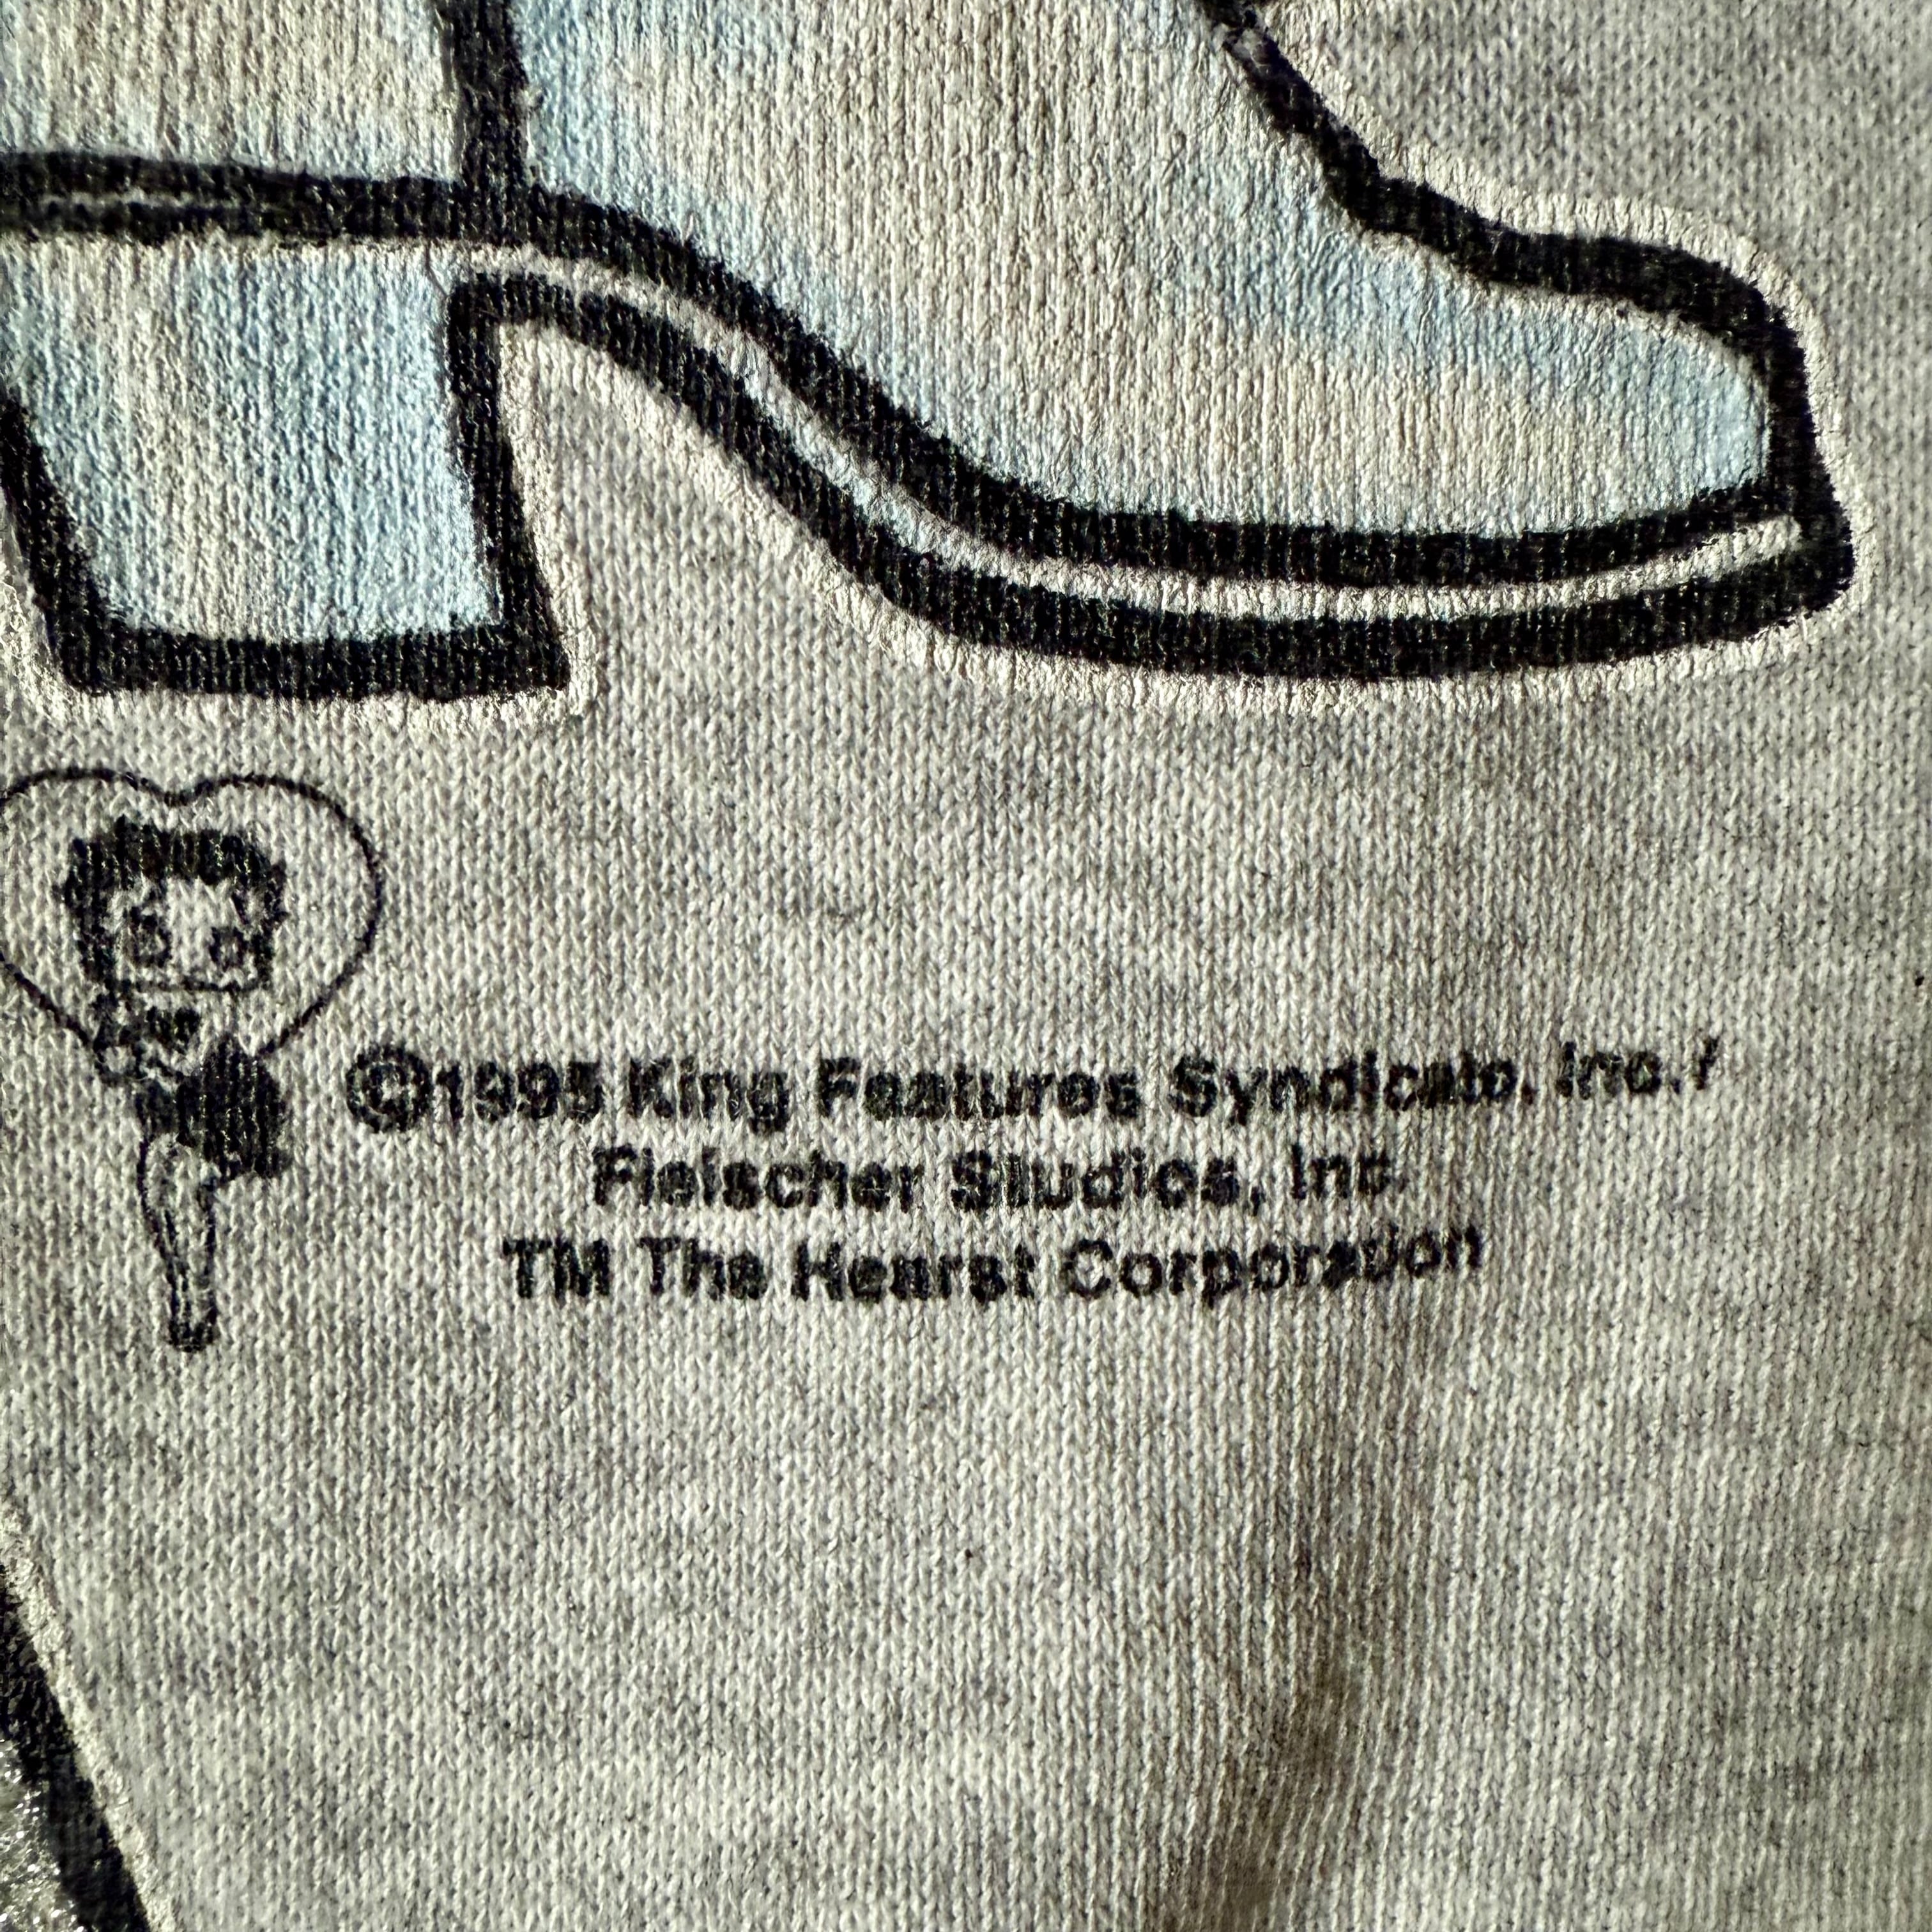 ©1995 King Features Syndicate, Inc./
Fleischer Studios, Inc.
TM The Hearst Corporation